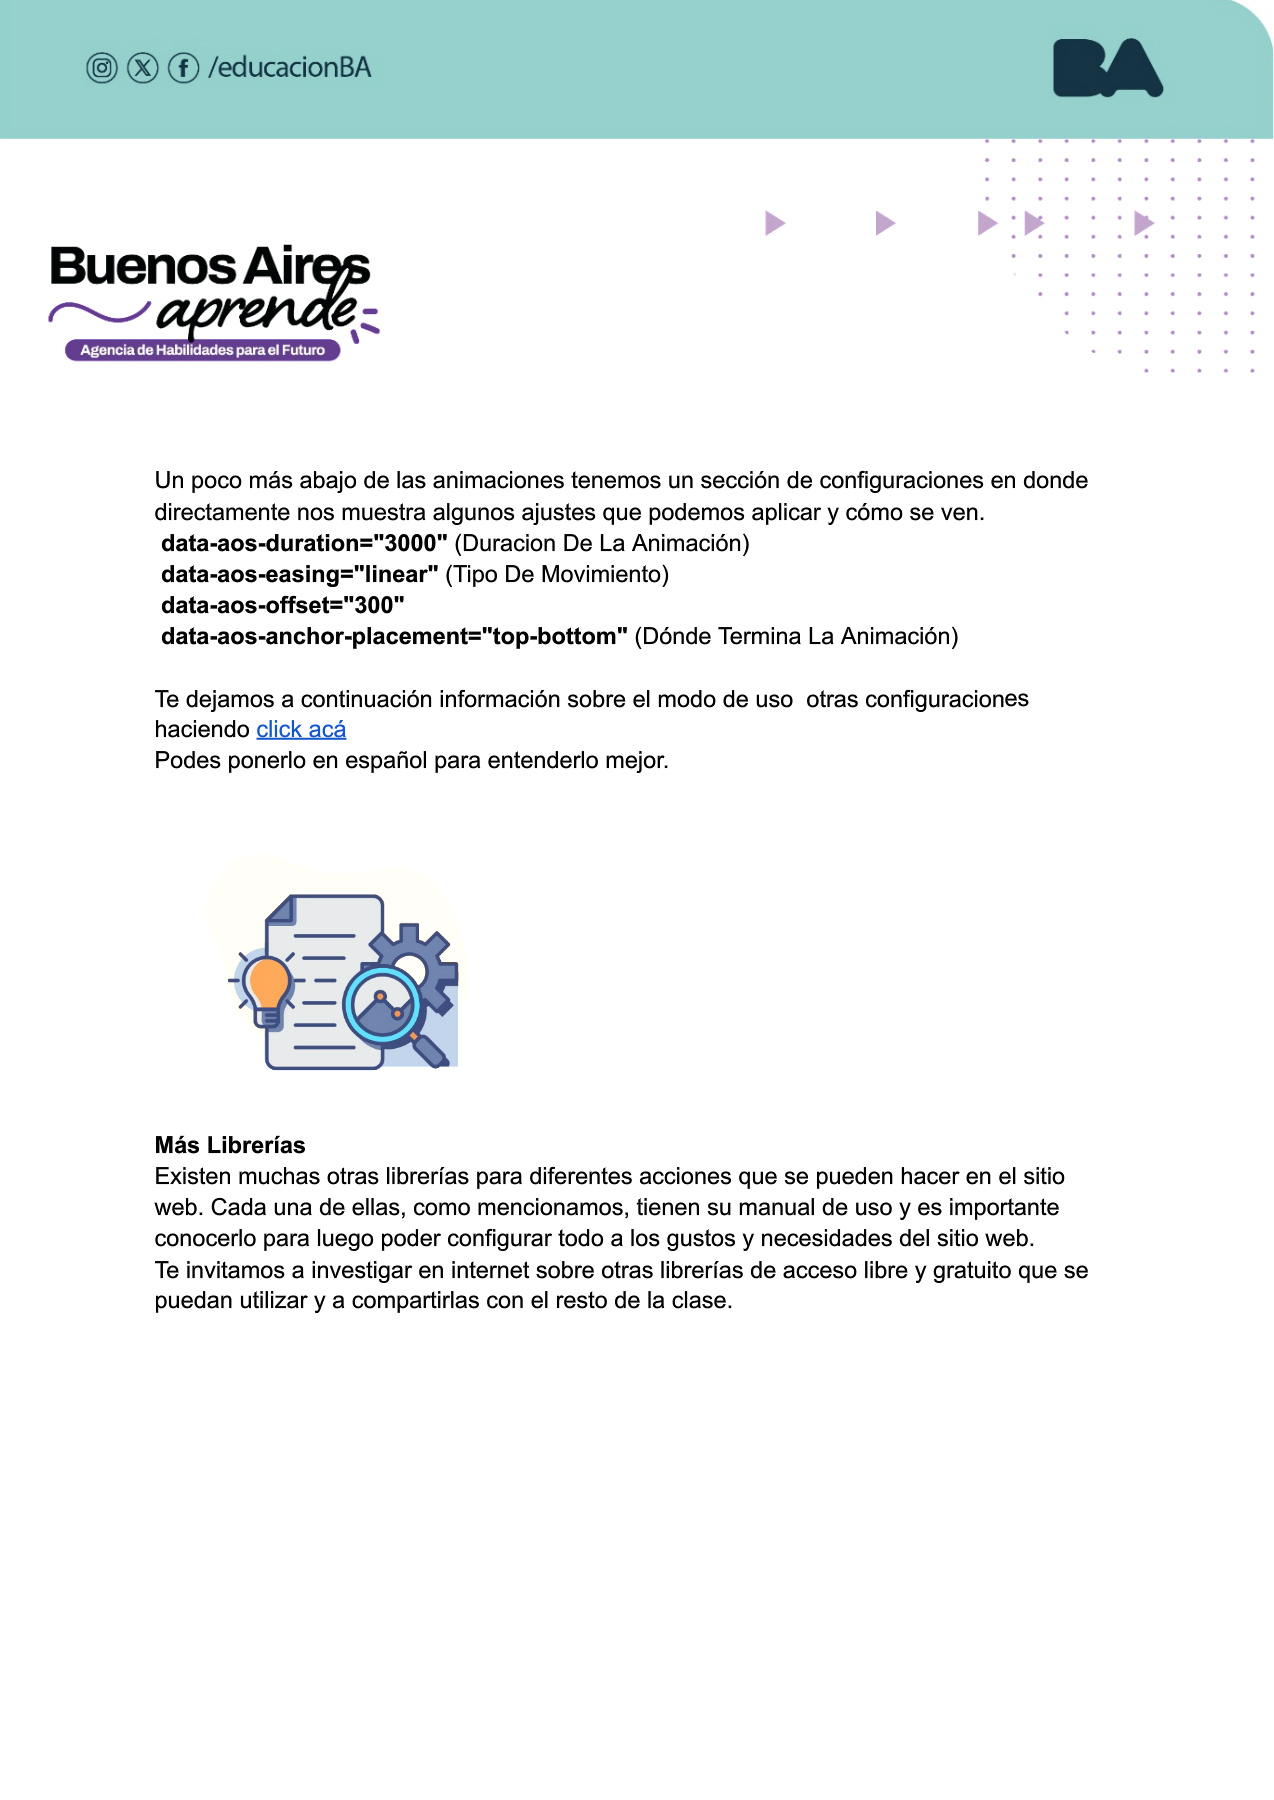 /educacionBA
BA
Buenos Aires
aprende
Agencia de Habilidades para el Futuro
Un poco más abajo de las animaciones tenemos un sección de configuraciones en donde
directamente nos muestra algunos ajustes que podemos aplicar y cómo se ven.
data-aos-duration="3000" (Duracion De La Animación)
data-aos-easing="linear" (Tipo De Movimiento)
data-aos-offset="300"
data-aos-anchor-placement="top-bottom" (Dónde Termina La Animación)
Te dejamos a continuación información sobre el modo de uso  otras configuraciones
haciendo click acá
Podes ponerlo en español para entenderlo mejor.
Más Librerías
Existen muchas otras librerías para diferentes acciones que se pueden hacer en el sitio
web. Cada una de ellas, como mencionamos, tienen su manual de uso y es importante
conocerlo para luego poder configurar todo a los gustos y necesidades del sitio web.
Te invitamos a investigar en internet sobre otras librerías de acceso libre y gratuito que se
puedan utilizar y a compartirlas con el resto de la clase.